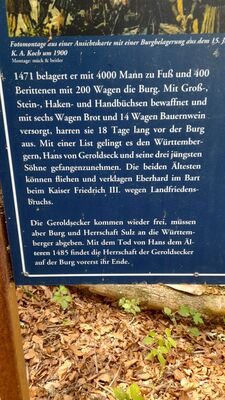 Fotomontage aus einer Ansichtskarte mit einer Burgbelagerung aus dem 15. J
K. A. Koch um 1900
Montage: mück & beitler
1471 belagert er mit 4000 Mann zu Fuß und 400
Berittenen mit 200 Wagen die Burg. Mit Groß-,
Stein-, Haken- und Handbüchsen bewaffnet und
mit sechs Wagen Brot und 14 Wagen Bauernwein
versorgt, harren sie 18 Tage lang vor der Burg
aus. Mit einer List gelingt es den Württember-
gern, Hans von Geroldseck und seine drei jüngsten
Söhne gefangenzunehmen. Die beiden Ältesten
können fliehen und verklagen Eberhard im Bart
beim Kaiser Friedrich III. wegen Landfriedens-
bruchs.
Die Geroldsecker kommen wieder frei, müssen
aber Burg und Herrschaft Sulz an die Württem-
berger abgeben. Mit dem Tod von Hans dem Äl-
teren 1485 findet die Herrschaft der Geroldsecker
auf der Burg vorerst ihr Ende.